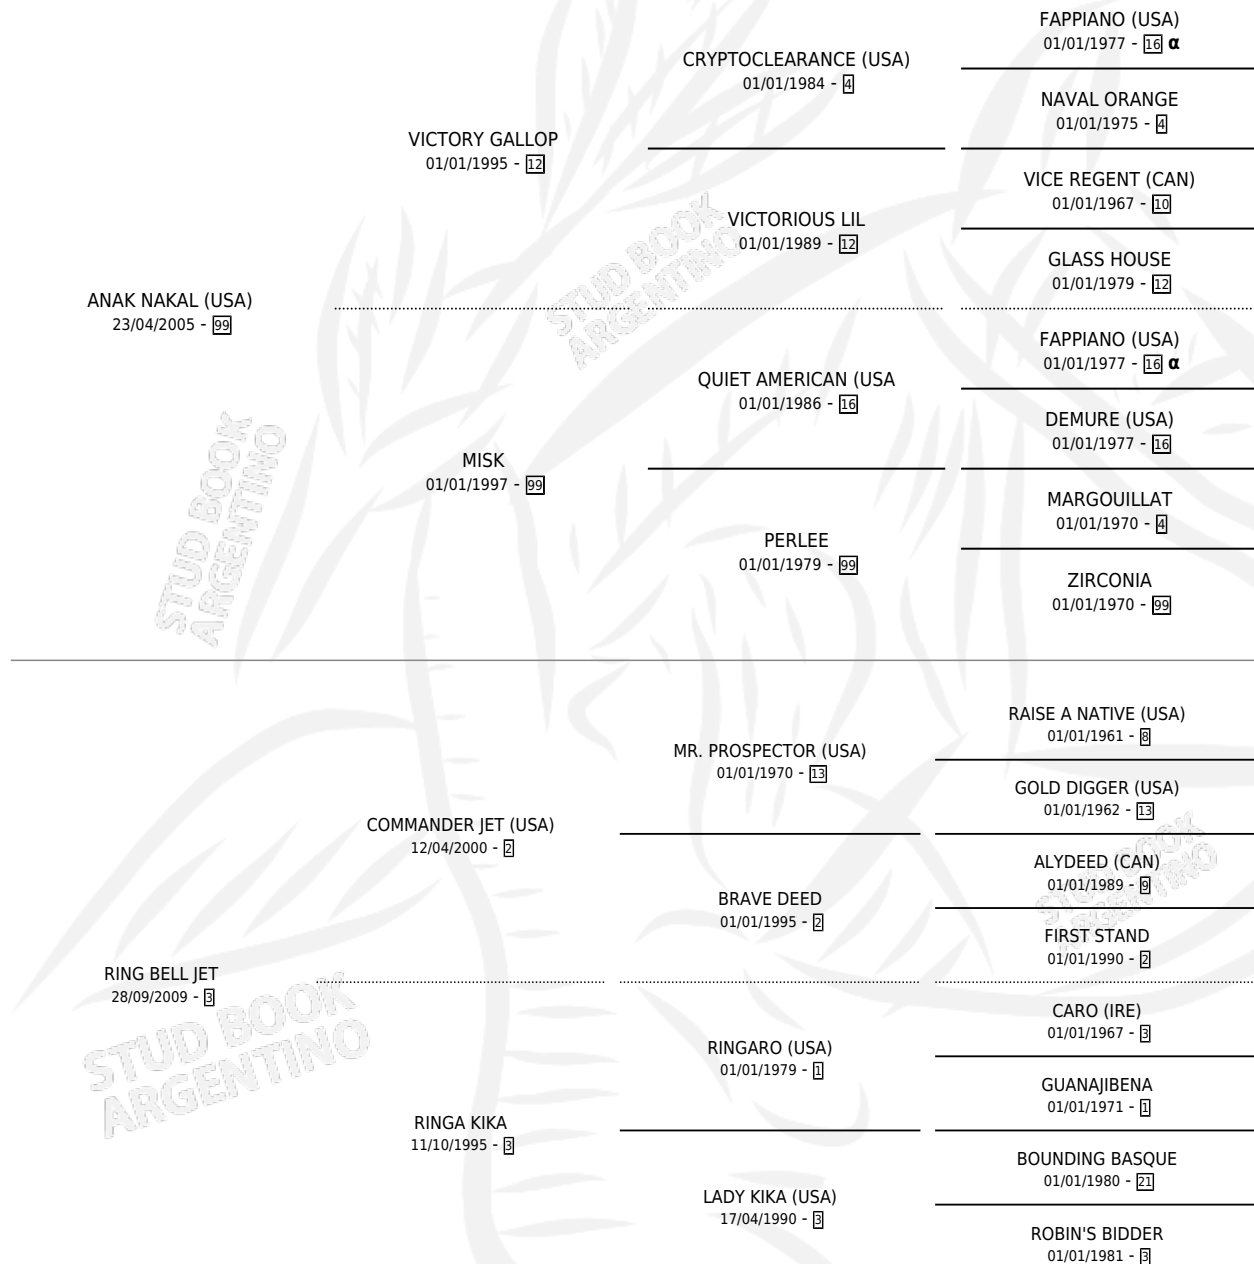 FAPPIANO (USA)
01/01/1977 - 16 α
CRYPTOCLEARANCE (USA)
01/01/1984 - 4
NAVAL ORANGE
01/01/1975 - 4
VICTORY GALLOP
01/01/1995 - 12
VICE REGENT (CAN)
01/01/1967 - 10
VICTORIOUS LIL
01/01/1989 - 12
GLASS HOUSE
01/01/1979 - 12
ANAK NAKAL (USA)
23/04/2005 - 99
FAPPIANO (USA)
01/01/1977 - 16 α
QUIET AMERICAN (USA
01/01/1986 - 16
DEMURE (USA)
01/01/1977 - 16
MISK
01/01/1997 - 99
MARGOUILLAT
01/01/1970 - 4
PERLEE
01/01/1979 - 99
ZIRCONIA
01/01/1970 - 99
RAISE A NATIVE (USA)
01/01/1961 - 8
MR. PROSPECTOR (USA)
01/01/1970 - 13
GOLD DIGGER (USA)
01/01/1962 - 13
COMMANDER JET (USA)
12/04/2000 - 2
ALYDEED (CAN)
01/01/1989 - 9
BRAVE DEED
01/01/1995 - 2
FIRST STAND
01/01/1990 - 2
RING BELL JET
28/09/2009 - 3
CARO (IRE)
01/01/1967 - 3
RINGARO (USA)
01/01/1979 - 1
GUANAJIBENA
01/01/1971 - 1
RINGA KIKA
11/10/1995 - 3
BOUNDING BASQUE
01/01/1980 - 21
LADY KIKA (USA)
17/04/1990 - 3
ROBIN'S BIDDER
01/01/1981 - 3
STUD BOOK
ARGENTINO
STUD BOOK
ARGENTINO
STUD BOOK
ARGENTINO
STUD BOOK
ARGENTINO